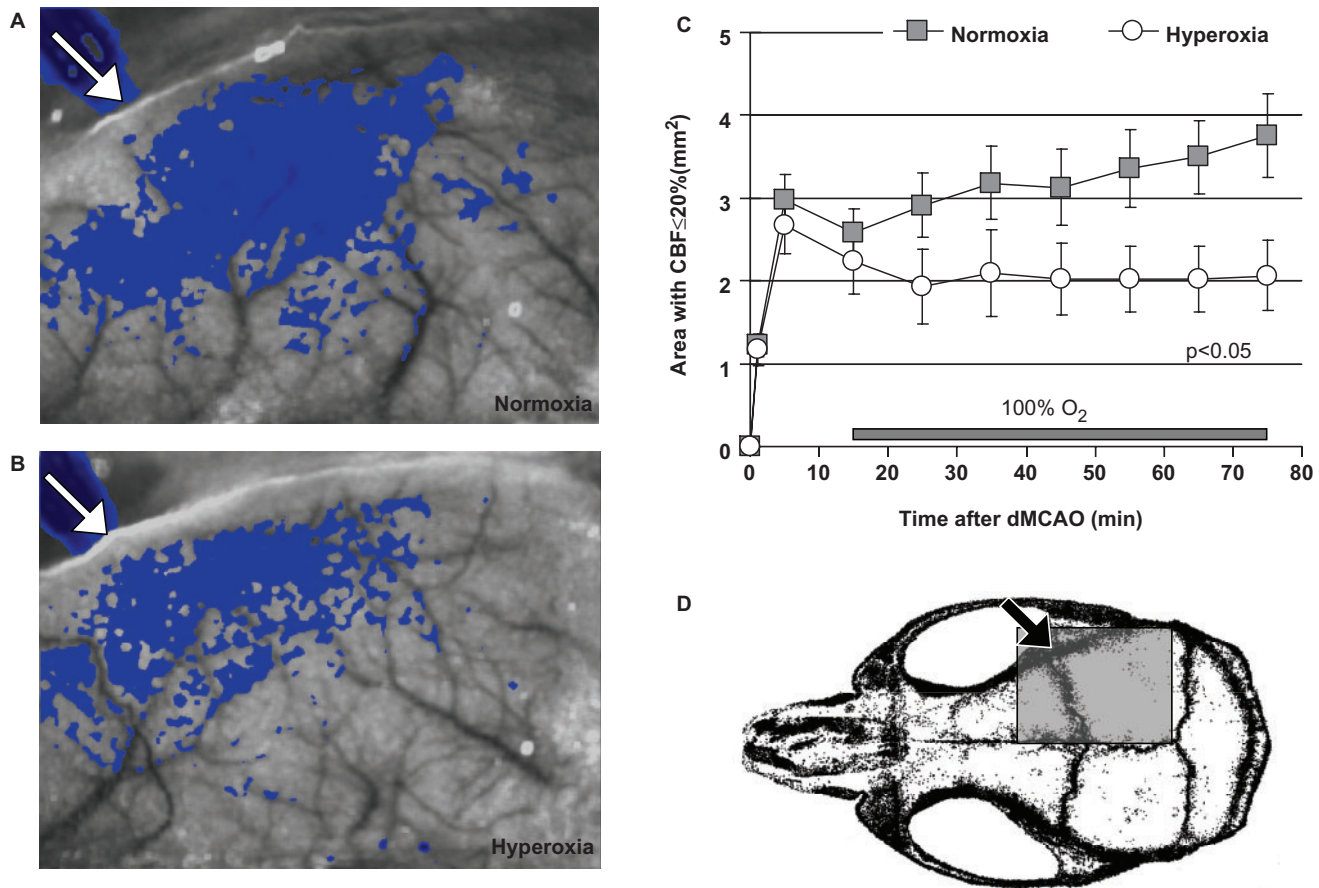 A
Normoxia
B
Hyperoxia
C
Normoxia
Hyperoxia
Area with CBF≤20%(mm²)
5
4
3
2
1
0
p<0.05
100% O₂
0 10 20 30 40 50 60 70 80
Time after dMCAO (min)
D